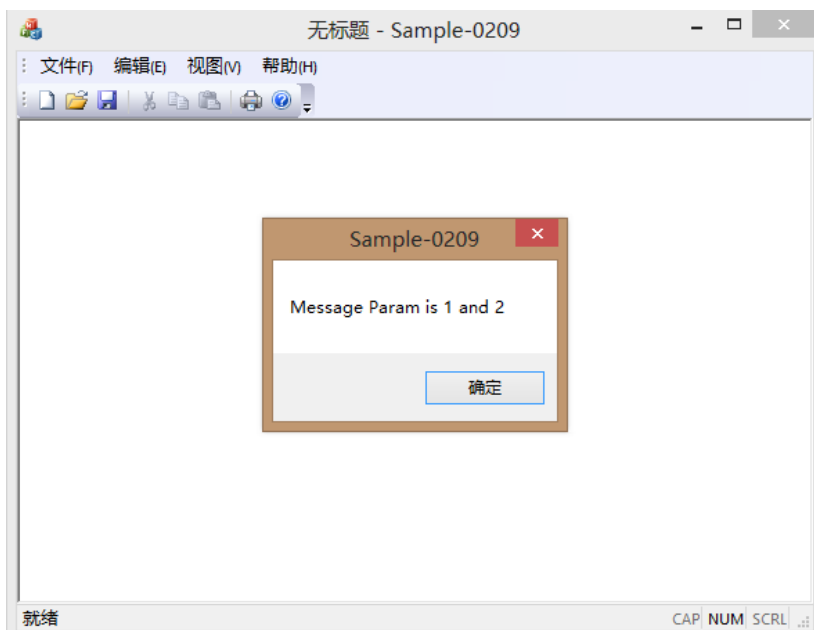 无标题 - Sample-0209
文件(F) 编辑(E) 视图(V) 帮助(H)
Sample-0209
Message Param is 1 and 2
确定
就绪 CAP NUM SCRL